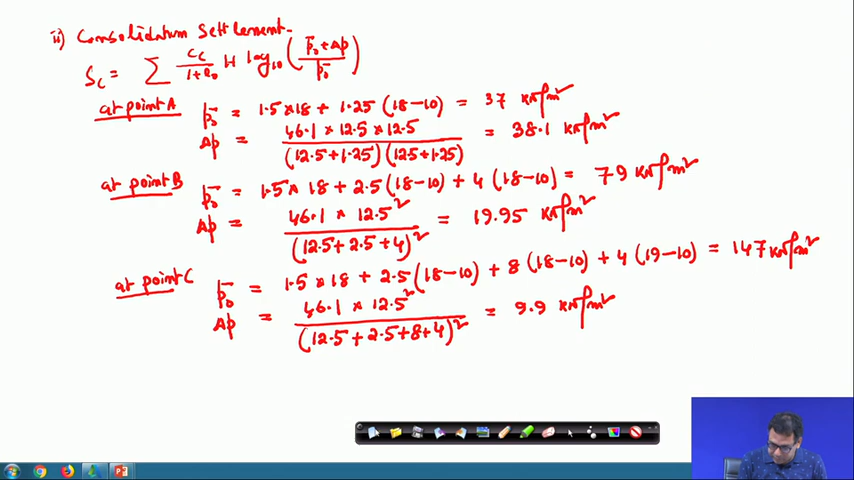 ii) Consolidation Settlement.
Sc = ∑ Cc/(1+e₀) H log₁₀ ((p̄₀+Δp)/p̄₀)
at point A p̄₀ = 1.5×18 + 1.25 (18-10) = 37 kN/m²
Δp = (46.1 × 12.5 × 12.5)/((12.5+1.25)(12.5+1.25)) = 38.1 kN/m²
at point B p̄₀ = 1.5×18 + 2.5(18-10) + 4(18-10) = 79 kN/m²
Δp = (46.1 × 12.5²)/((12.5+2.5+4)²) = 19.95 kN/m²
at point C p̄₀ = 1.5×18 + 2.5(18-10) + 8(18-10) + 4(19-10) = 147 kN/m²
Δp = (46.1 × 12.5²)/((12.5+2.5+8+4)²) = 9.9 kN/m²